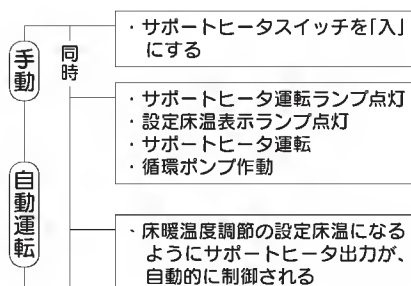 手動
同時
・サポートヒータスイッチを「入」
にする
・サポートヒータ運転ランプ点灯
・設定床温表示ランプ点灯
・サポートヒータ運転
・循環ポンプ作動
自動運転
・床暖温度調節の設定床温になる
ようにサポートヒータ出力が、
自動的に制御される